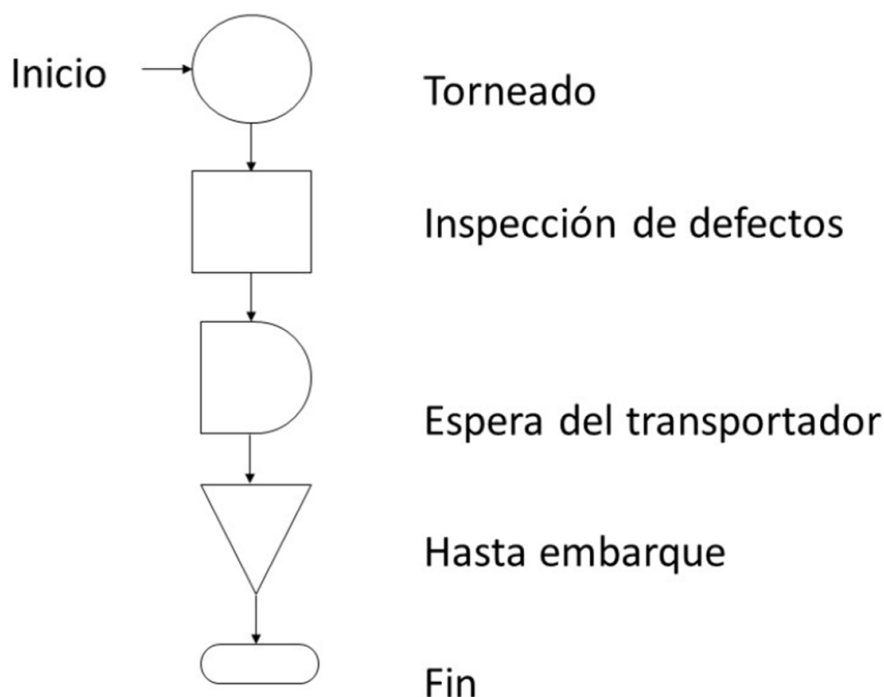 Inicio
Torneado
Inspección de defectos
Espera del transportador
Hasta embarque
Fin